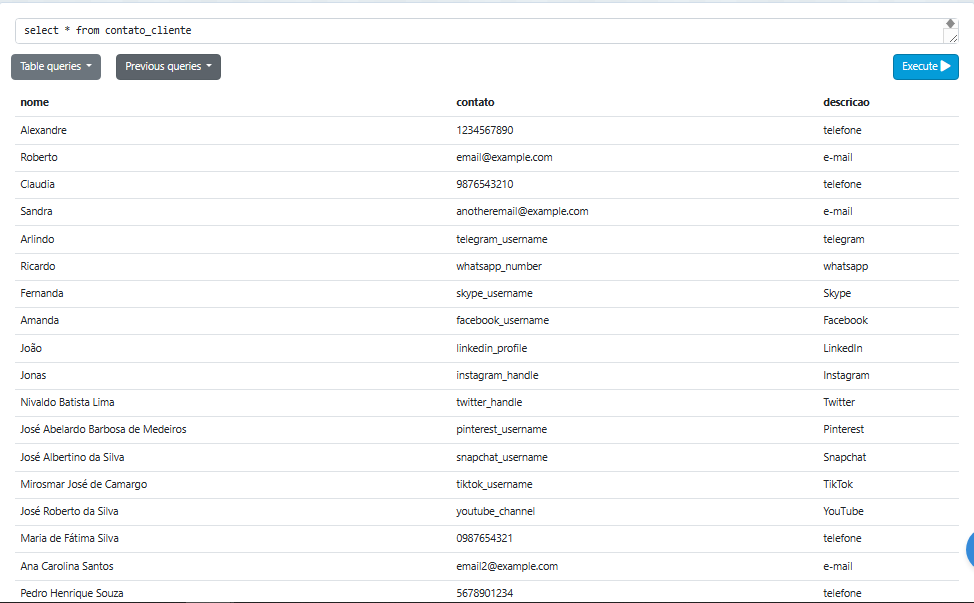 select * from contato_cliente
Table queries Previous queries Execute
nome contato descricao
Alexandre 1234567890 telefone
Roberto email@example.com e-mail
Claudia 9876543210 telefone
Sandra anotheremail@example.com e-mail
Arlindo telegram_username telegram
Ricardo whatsapp_number whatsapp
Fernanda skype_username Skype
Amanda facebook_username Facebook
João linkedin_profile LinkedIn
Jonas instagram_handle Instagram
Nivaldo Batista Lima twitter_handle Twitter
José Abelardo Barbosa de Medeiros pinterest_username Pinterest
José Albertino da Silva snapchat_username Snapchat
Mirosmar José de Camargo tiktok_username TikTok
José Roberto da Silva youtube_channel YouTube
Maria de Fátima Silva 0987654321 telefone
Ana Carolina Santos email2@example.com e-mail
Pedro Henrique Souza 5678901234 telefone